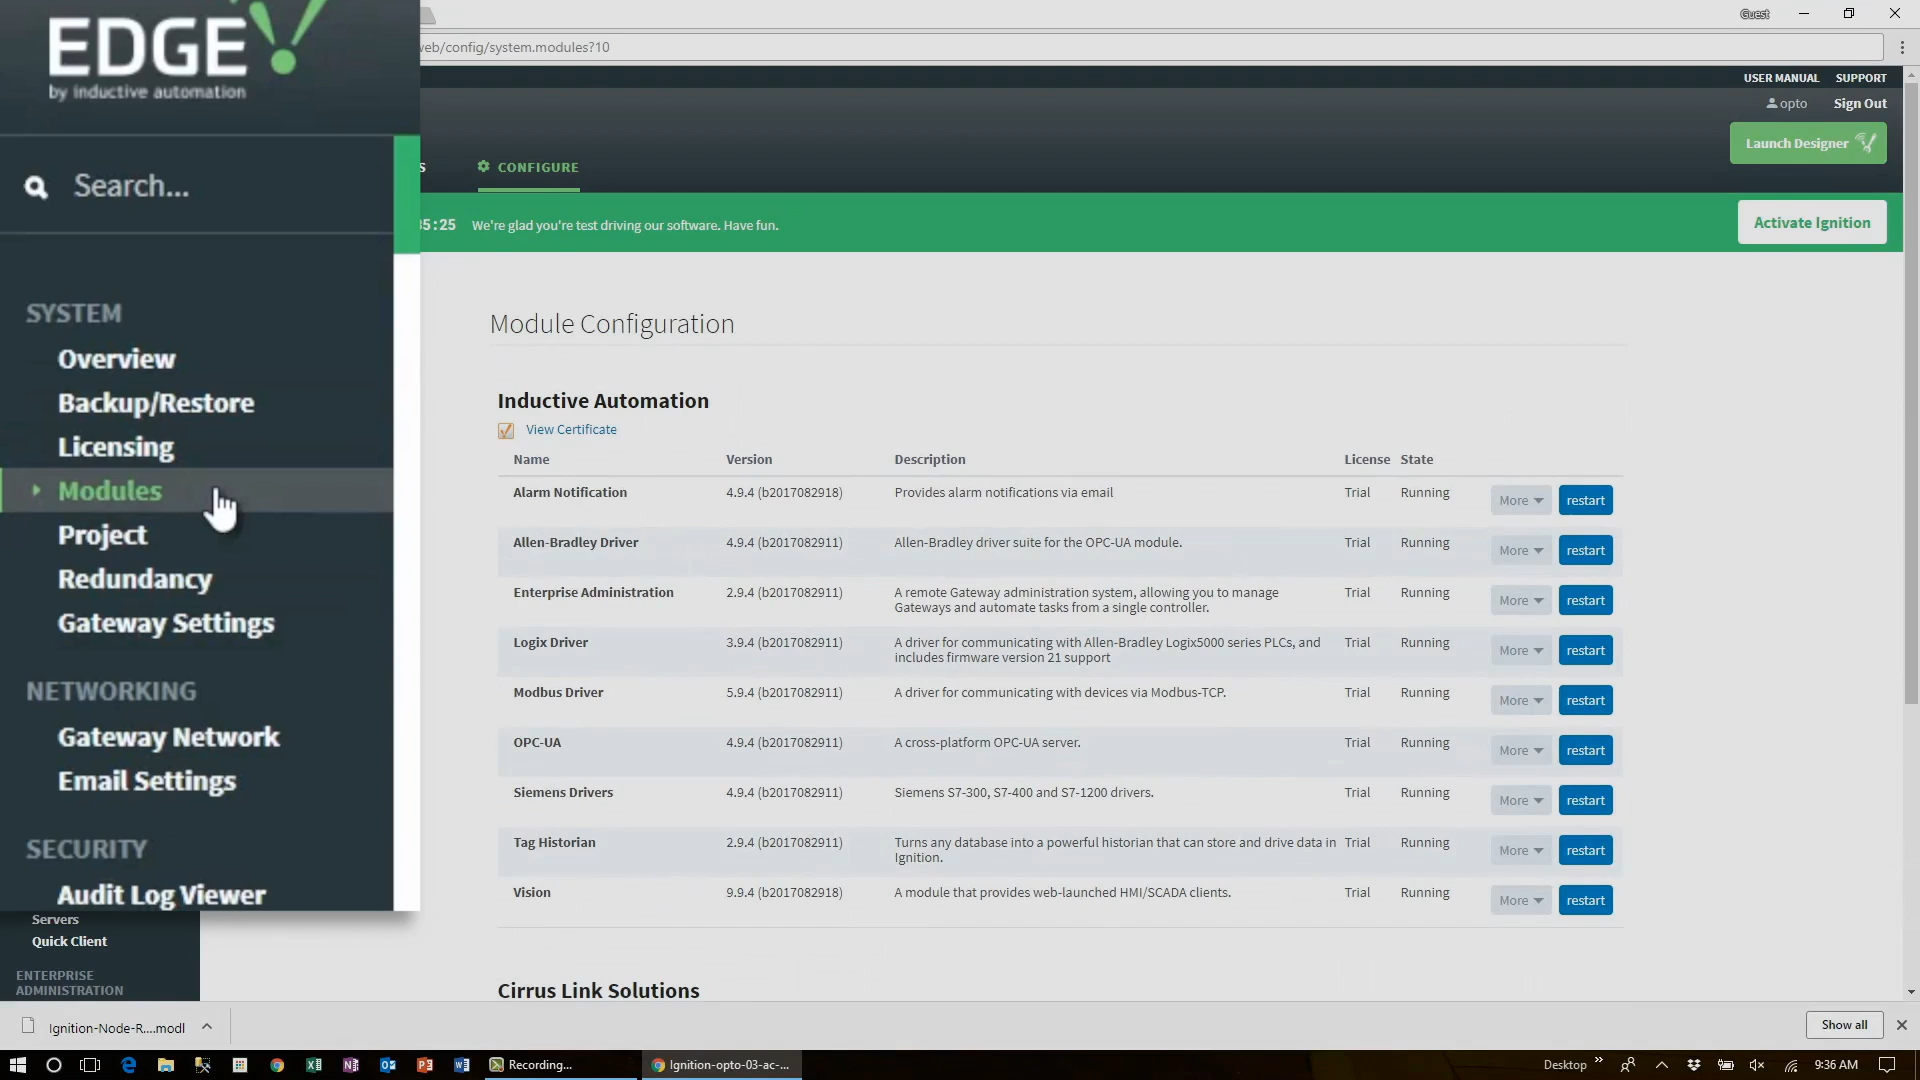 Guest
web/config/system.modules?10
EDGE
by inductive automation
USER MANUAL SUPPORT
opto Sign Out
Launch Designer
CONFIGURE
Search...
We're glad you're test driving our software. Have fun.
Activate Ignition
SYSTEM
Overview
Backup/Restore
Licensing
Modules
Project
Redundancy
Gateway Settings
NETWORKING
Gateway Network
Email Settings
SECURITY
Audit Log Viewer
Servers
Quick Client
ENTERPRISE
ADMINISTRATION
Module Configuration
Inductive Automation
View Certificate
Name Version Description License State
Alarm Notification 4.9.4 (b2017082918) Provides alarm notifications via email Trial Running More restart
Allen-Bradley Driver 4.9.4 (b2017082911) Allen-Bradley driver suite for the OPC-UA module. Trial Running More restart
Enterprise Administration 2.9.4 (b2017082911) A remote Gateway administration system, allowing you to manage Trial Running More restart
Gateways and automate tasks from a single controller.
Logix Driver 3.9.4 (b2017082911) A driver for communicating with Allen-Bradley Logix5000 series PLCs, and Trial Running More restart
includes firmware version 21 support
Modbus Driver 5.9.4 (b2017082911) A driver for communicating with devices via Modbus-TCP. Trial Running More restart
OPC-UA 4.9.4 (b2017082911) A cross-platform OPC-UA server. Trial Running More restart
Siemens Drivers 4.9.4 (b2017082911) Siemens S7-300, S7-400 and S7-1200 drivers. Trial Running More restart
Tag Historian 2.9.4 (b2017082911) Turns any database into a powerful historian that can store and drive data in Trial Running More restart
Ignition.
Vision 9.9.4 (b2017082918) A module that provides web-launched HMI/SCADA clients. Trial Running More restart
Cirrus Link Solutions
Ignition-Node-R....modl Show all
Recording... Ignition-opto-03-ac-... Desktop 9:36 AM